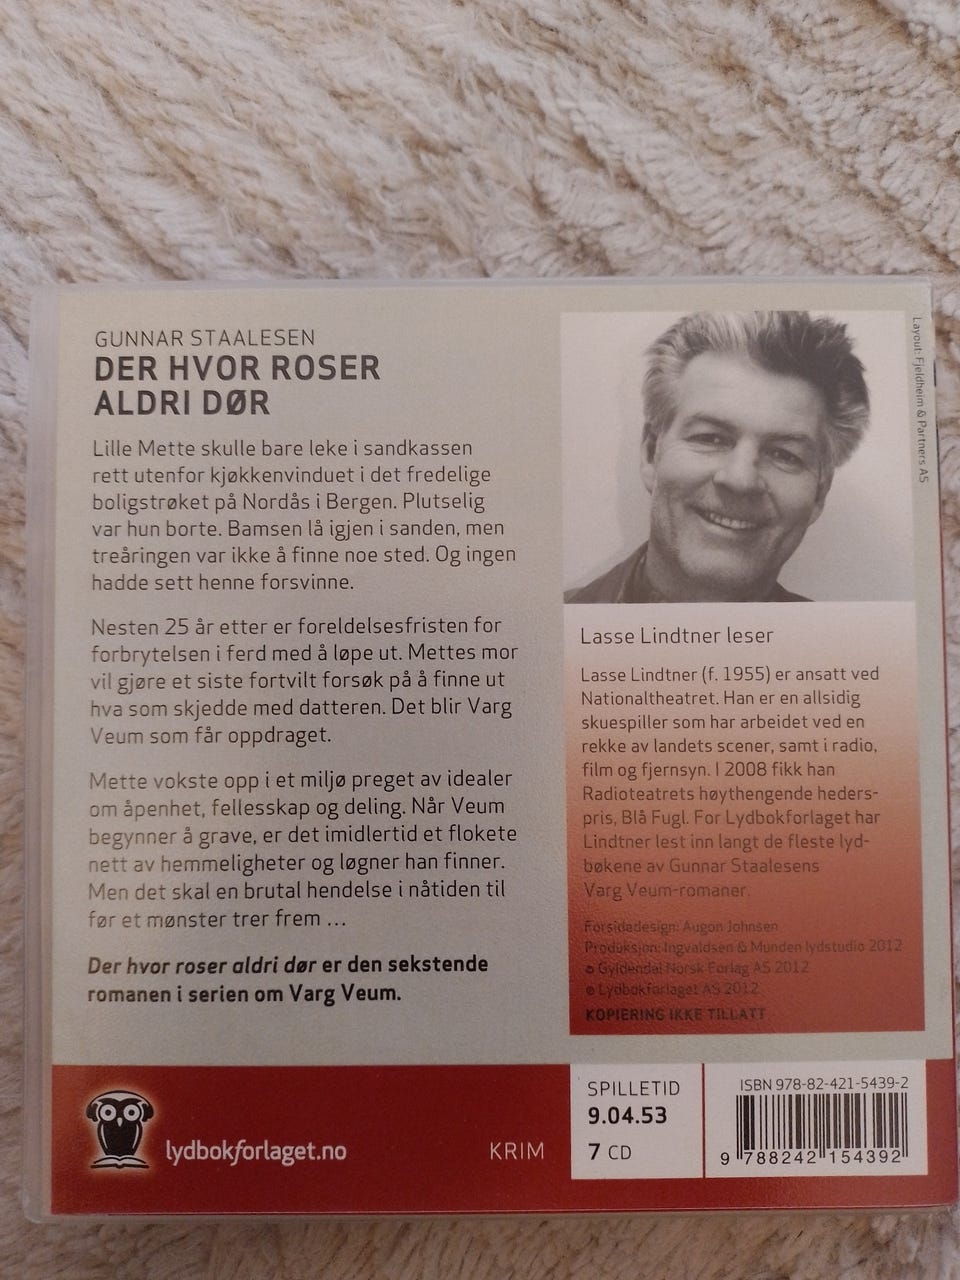 GUNNAR STAALESEN
DER HVOR ROSER
ALDRI DØR
Lille Mette skulle bare leke i sandkassen
rett utenfor kjøkkenvinduet i det fredelige
boligstrøket på Nordås i Bergen. Plutselig
var hun borte. Bamsen lå igjen i sanden, men
treåringen var ikke å finne noe sted. Og ingen
hadde sett henne forsvinne.
Nesten 25 år etter er foreldelsesfristen for
forbrytelsen i ferd med å løpe ut. Mettes mor
vil gjøre et siste fortvilt forsøk på å finne ut
hva som skjedde med datteren. Det blir Varg
Veum som får oppdraget.
Mette vokste opp i et miljø preget av idealer
om åpenhet, fellesskap og deling. Når Veum
begynner å grave, er det imidlertid et flokete
nett av hemmeligheter og løgner han finner.
Men det skal en brutal hendelse i nåtiden til
før et mønster trer frem ...
Der hvor roser aldri dør er den sekstende
romanen i serien om Varg Veum.
Layout: Fjeldheim & Partners AS
Lasse Lindtner leser
Lasse Lindtner (f. 1955) er ansatt ved
Nationaltheatret. Han er en allsidig
skuespiller som har arbeidet ved en
rekke av landets scener, samt i radio,
film og fjernsyn. I 2008 fikk han
Radioteatrets høythengende heders-
pris, Blå Fugl. For Lydbokforlaget har
Lindtner lest inn langt de fleste lyd-
bøkene av Gunnar Staalesens
Varg Veum-romaner.
Forsidedesign: Augon Johnsen
Produksjon: Ingvaldsen & Munden lydstudio 2012
© Gyldendal Norsk Forlag AS 2012
℗ Lydbokforlaget AS 2012
KOPIERING IKKE TILLATT
lydbokforlaget.no
KRIM
SPILLETID
9.04.53
7 CD
ISBN 978-82-421-5439-2
9 788242 154392